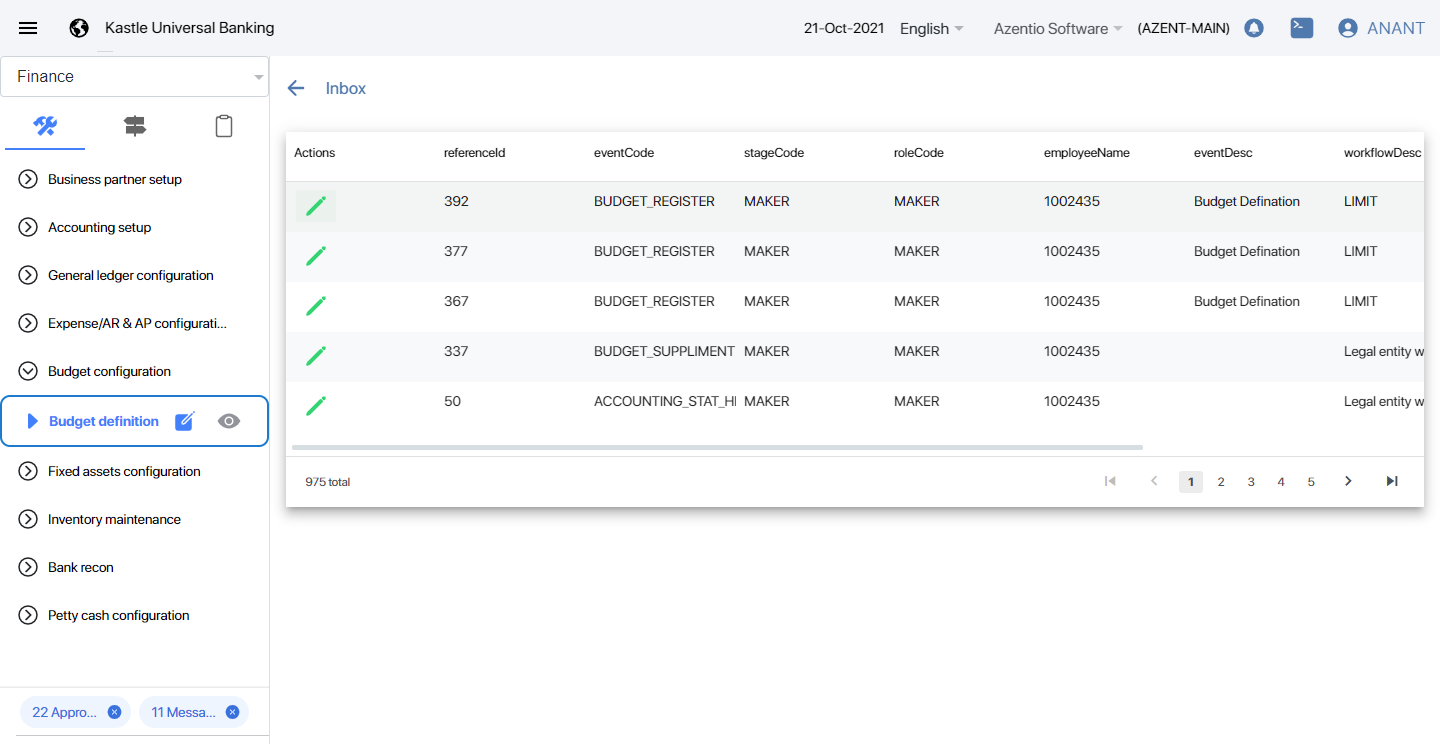 Kastle Universal Banking
21-Oct-2021 English Azentio Software (AZENT-MAIN) ANANT
Finance
Business partner setup
Accounting setup
General ledger configuration
Expense/AR & AP configurati...
Budget configuration
Budget definition
Fixed assets configuration
Inventory maintenance
Bank recon
Petty cash configuration
22 Appro... 11 Messa...
Inbox
Actions referenceId eventCode stageCode roleCode employeeName eventDesc workflowDesc
392 BUDGET_REGISTER MAKER MAKER 1002435 Budget Defination LIMIT
377 BUDGET_REGISTER MAKER MAKER 1002435 Budget Defination LIMIT
367 BUDGET_REGISTER MAKER MAKER 1002435 Budget Defination LIMIT
337 BUDGET_SUPPLIMENT MAKER MAKER 1002435 Legal entity w
50 ACCOUNTING_STAT_HI MAKER MAKER 1002435 Legal entity w
975 total 1 2 3 4 5